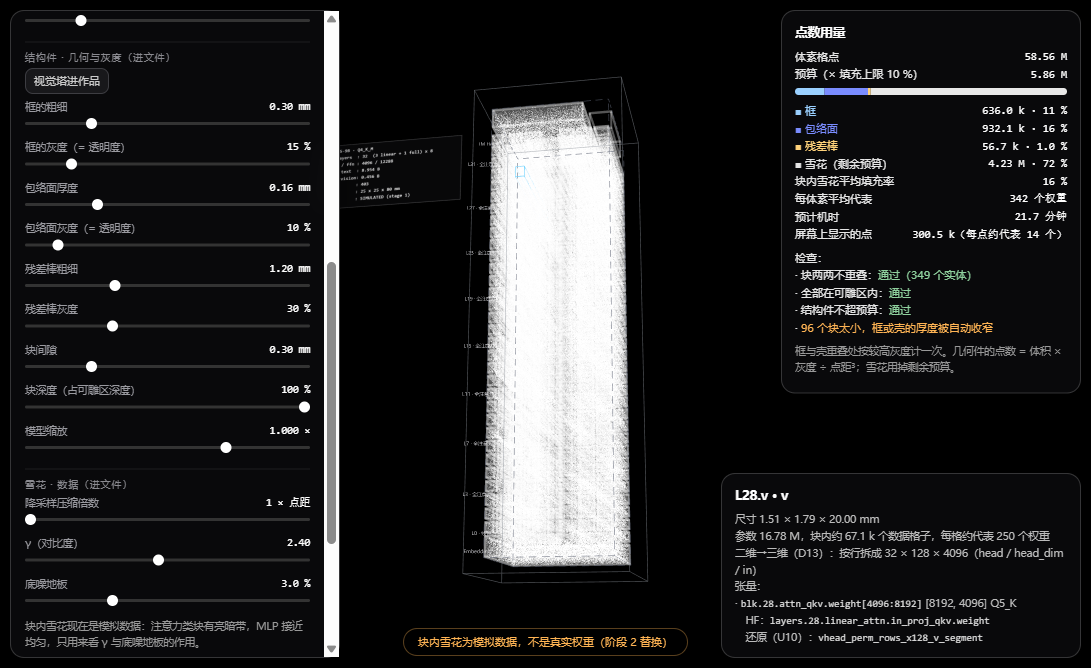 结构件 · 几何与灰度（进文件）
视觉塔进作品
框的粗细 0.30 mm
框的灰度（= 透明度） 15 %
包络面厚度 0.16 mm
包络面灰度（= 透明度） 10 %
残差棒粗细 1.20 mm
残差棒灰度 30 %
块间隙 0.30 mm
块深度（占可雕区深度） 100 %
模型缩放 1.000 ×
雪花 · 数据（进文件）
降采样压缩倍数 1 × 点距
γ（对比度） 2.40
底噪地板 3.0 %
块内雪花现在是模拟数据：注意力类块有亮暗带，MLP 接近
均匀，只用来看 γ 与底噪地板的作用。
: 25 x 25 x 80 mm
: SIMULATED (stage 1)
块内雪花为模拟数据，不是真实权重（阶段 2 替换）
点数用量
体素格点 58.56 M
预算（× 填充上限 10 %） 5.86 M
框 636.0 k · 11 %
包络面 932.1 k · 16 %
残差棒 56.7 k · 1.0 %
雪花（剩余预算） 4.23 M · 72 %
块内雪花平均填充率 16 %
每体素平均代表 342 个权重
预计机时 21.7 分钟
屏幕上显示的点 300.5 k（每点约代表 14 个）
检查：
· 块两两不重叠：通过（349 个实体）
· 全部在可雕区内：通过
· 结构件不超预算：通过
· 96 个块太小，框或壳的厚度被自动收窄
框与壳重叠处按较高灰度计一次。几何件的点数 = 体积 ×
灰度 ÷ 点距³；雪花用掉剩余预算。
L28.v • v
尺寸 1.51 × 1.79 × 20.00 mm
参数 16.78 M，块内约 67.1 k 个数据格子，每格约代表 250 个权重
二维→三维（D13）：按行拆成 32 × 128 × 4096（head / head_dim
/ in）
张量：
· blk.28.attn_qkv.weight[4096:8192] [8192, 4096] Q5_K
HF：layers.28.linear_attn.in_proj_qkv.weight
还原（U10）：vhead_perm_rows_x128_v_segment